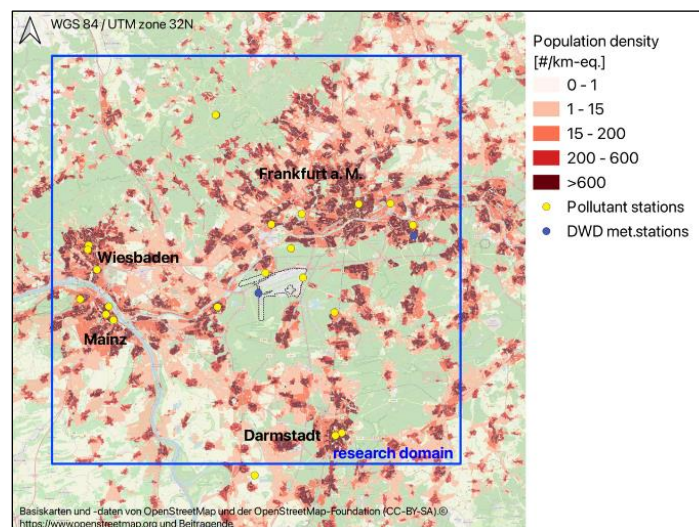 WGS 84 / UTM zone 32N
Population density
[#/km-eq.]
0 - 1
1 - 15
15 - 200
200 - 600
>600
Pollutant stations
DWD met.stations
Frankfurt a. M.
Wiesbaden
Mainz
Darmstadt
research domain
Basiskarten und -daten von OpenStreetMap und der OpenStreetMap-Foundation (CC-BY-SA).©
https://www.openstreetmap.org und Beitragende